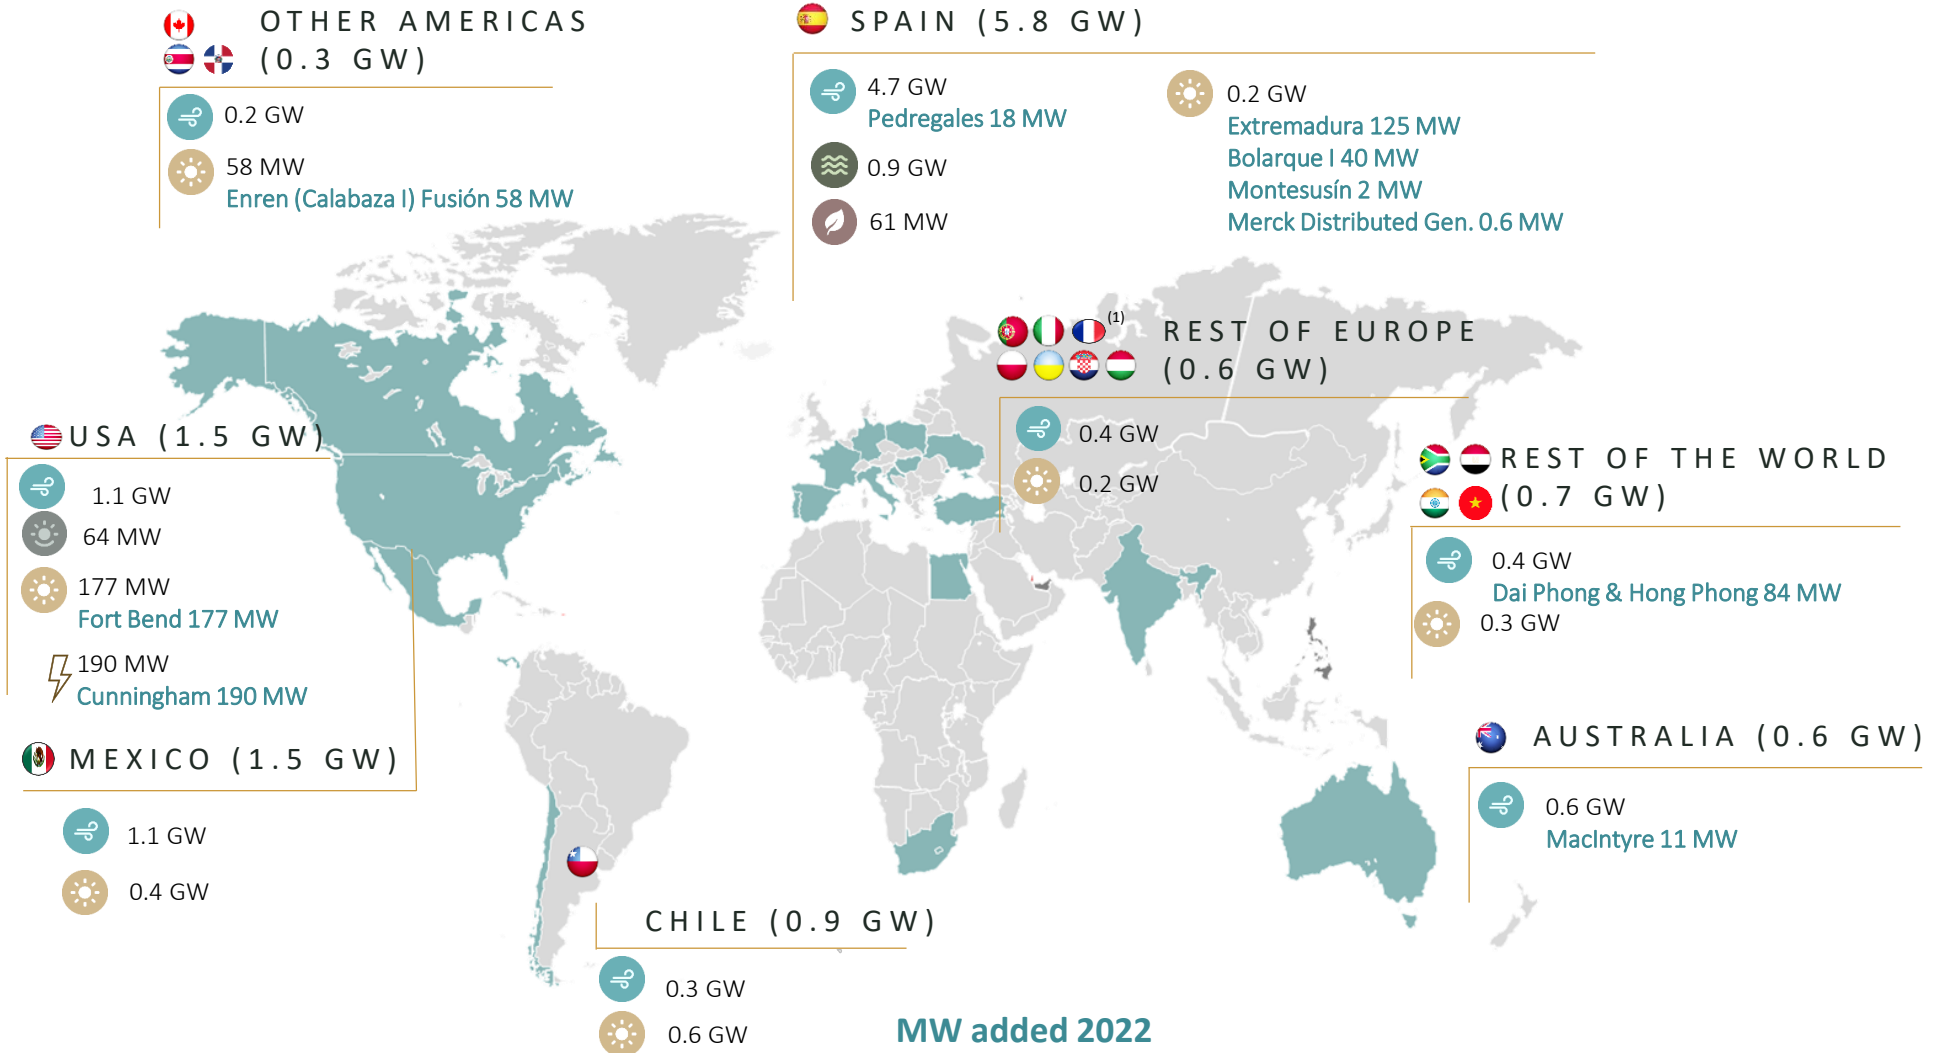 OTHER AMERICAS
(0.3 GW)
0.2 GW
58 MW
Enren (Calabaza I) Fusión 58 MW
SPAIN (5.8 GW)
4.7 GW
Pedregales 18 MW
0.9 GW
61 MW
0.2 GW
Extremadura 125 MW
Bolarque I 40 MW
Montesusín 2 MW
Merck Distributed Gen. 0.6 MW
(1)
REST OF EUROPE
(0.6 GW)
0.4 GW
0.2 GW
USA (1.5 GW)
1.1 GW
64 MW
177 MW
Fort Bend 177 MW
190 MW
Cunningham 190 MW
REST OF THE WORLD
(0.7 GW)
0.4 GW
Dai Phong & Hong Phong 84 MW
0.3 GW
MEXICO (1.5 GW)
1.1 GW
0.4 GW
AUSTRALIA (0.6 GW)
0.6 GW
MacIntyre 11 MW
CHILE (0.9 GW)
0.3 GW
0.6 GW
MW added 2022